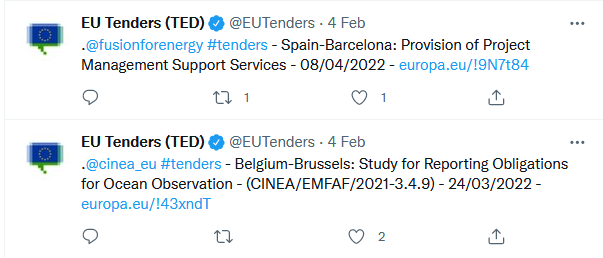 EU Tenders (TED) @EUTenders · 4 Feb
.@fusionforenergy #tenders - Spain-Barcelona: Provision of Project
Management Support Services - 08/04/2022 - europa.eu/!9N7t84
1 1
EU Tenders (TED) @EUTenders · 4 Feb
.@cinea_eu #tenders - Belgium-Brussels: Study for Reporting Obligations
for Ocean Observation - (CINEA/EMFAF/2021-3.4.9) - 24/03/2022 -
europa.eu/!43xndT
2